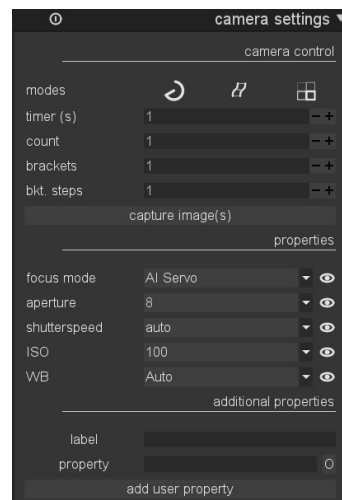 camera settings
camera control
modes
timer (s) 1 - +
count 1 - +
brackets 1 - +
bkt. steps 1 - +
capture image(s)
properties
focus mode AI Servo
aperture 8
shutterspeed auto
ISO 100
WB Auto
additional properties
label
property O
add user property